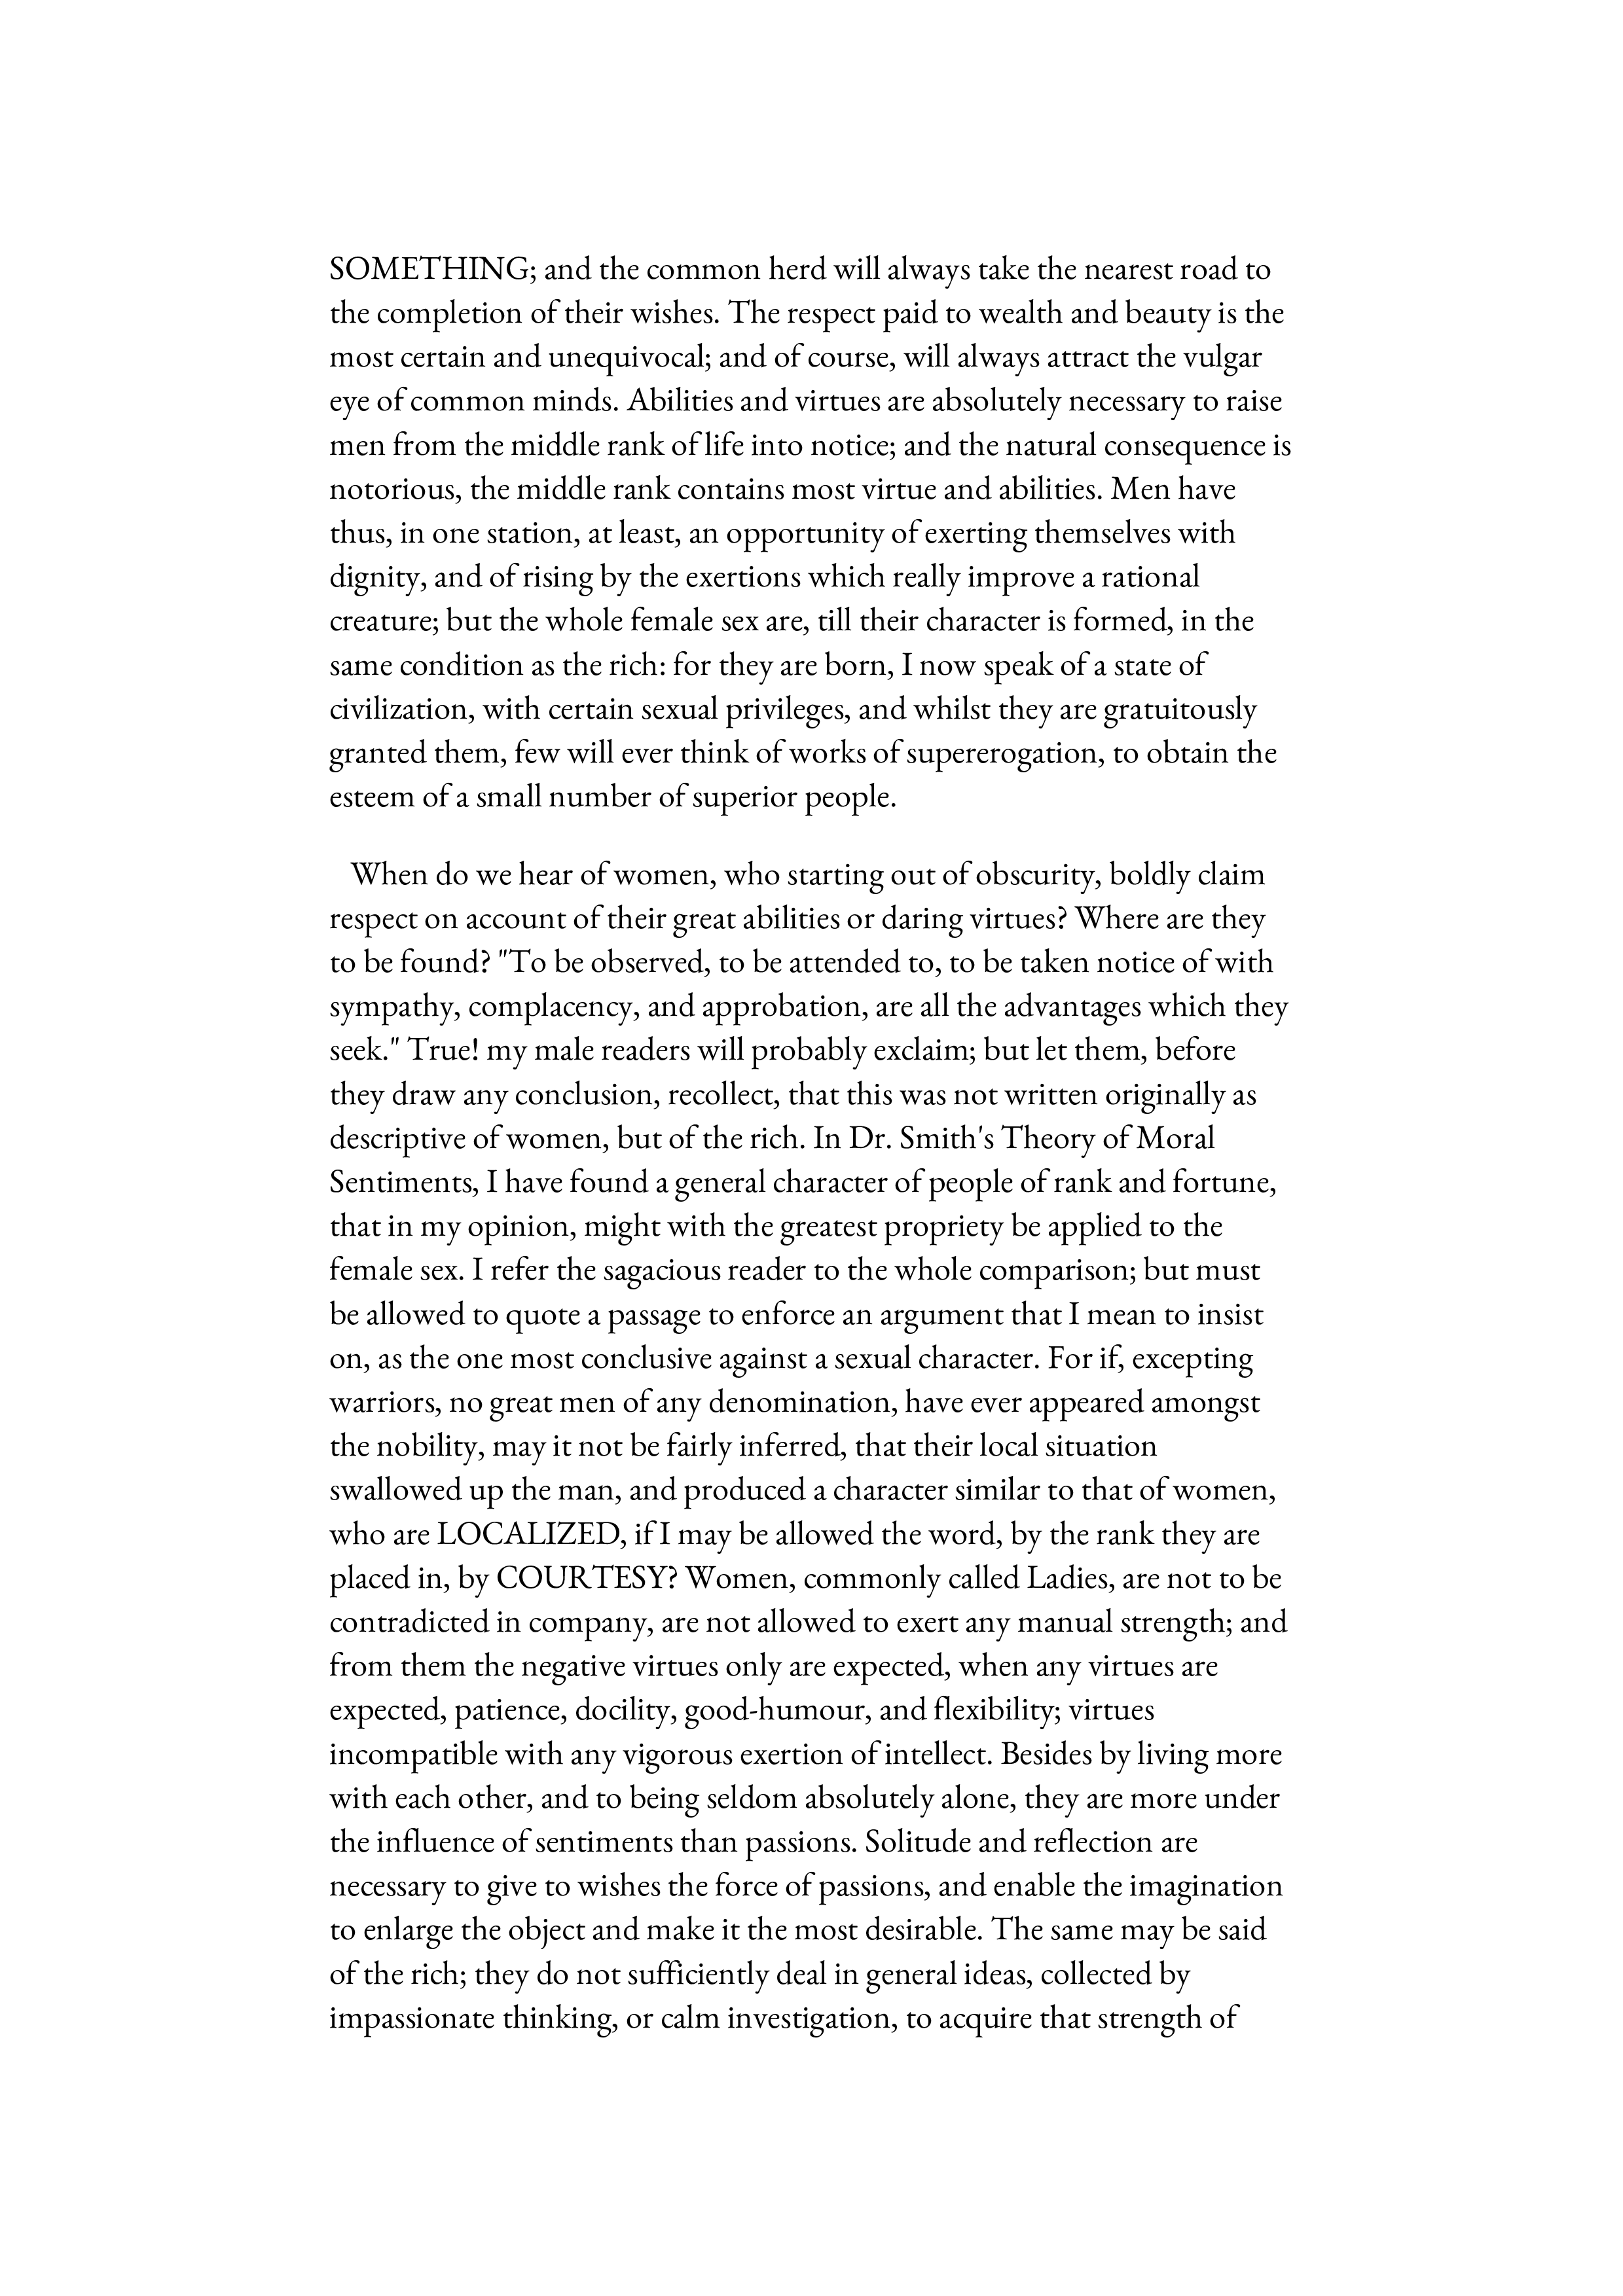 SOMETHING; and the common herd will always take the nearest road to
the completion of their wishes. The respect paid to wealth and beauty is the
most certain and unequivocal; and of course, will always attract the vulgar
eye of common minds. Abilities and virtues are absolutely necessary to raise
men from the middle rank of life into notice; and the natural consequence is
notorious, the middle rank contains most virtue and abilities. Men have
thus, in one station, at least, an opportunity of exerting themselves with
dignity, and of rising by the exertions which really improve a rational
creature; but the whole female sex are, till their character is formed, in the
same condition as the rich: for they are born, I now speak of a state of
civilization, with certain sexual privileges, and whilst they are gratuitously
granted them, few will ever think of works of supererogation, to obtain the
esteem of a small number of superior people.
When do we hear of women, who starting out of obscurity, boldly claim
respect on account of their great abilities or daring virtues? Where are they
to be found? "To be observed, to be attended to, to be taken notice of with
sympathy, complacency, and approbation, are all the advantages which they
seek." True! my male readers will probably exclaim; but let them, before
they draw any conclusion, recollect, that this was not written originally as
descriptive of women, but of the rich. In Dr. Smith's Theory of Moral
Sentiments, I have found a general character of people of rank and fortune,
that in my opinion, might with the greatest propriety be applied to the
female sex. I refer the sagacious reader to the whole comparison; but must
be allowed to quote a passage to enforce an argument that I mean to insist
on, as the one most conclusive against a sexual character. For if, excepting
warriors, no great men of any denomination, have ever appeared amongst
the nobility, may it not be fairly inferred, that their local situation
swallowed up the man, and produced a character similar to that of women,
who are LOCALIZED, if I may be allowed the word, by the rank they are
placed in, by COURTESY? Women, commonly called Ladies, are not to be
contradicted in company, are not allowed to exert any manual strength; and
from them the negative virtues only are expected, when any virtues are
expected, patience, docility, good-humour, and flexibility; virtues
incompatible with any vigorous exertion of intellect. Besides by living more
with each other, and to being seldom absolutely alone, they are more under
the influence of sentiments than passions. Solitude and reflection are
necessary to give to wishes the force of passions, and enable the imagination
to enlarge the object and make it the most desirable. The same may be said
of the rich; they do not sufficiently deal in general ideas, collected by
impassionate thinking, or calm investigation, to acquire that strength of